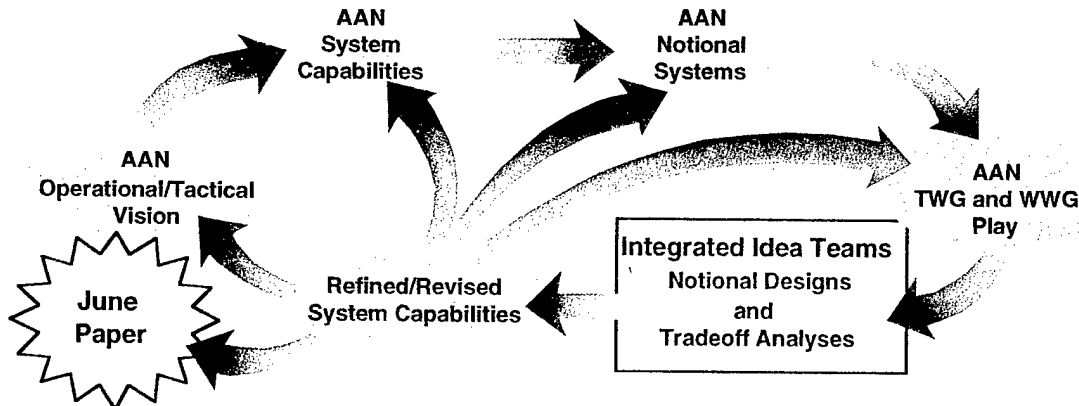 AAN
System
Capabilities
AAN
Notional
Systems
AAN
Operational/Tactical
Vision
AAN
TWG and WWG
Play
Integrated Idea Teams
Notional Designs
and
Tradeoff Analyses
Refined/Revised
System Capabilities
June
Paper